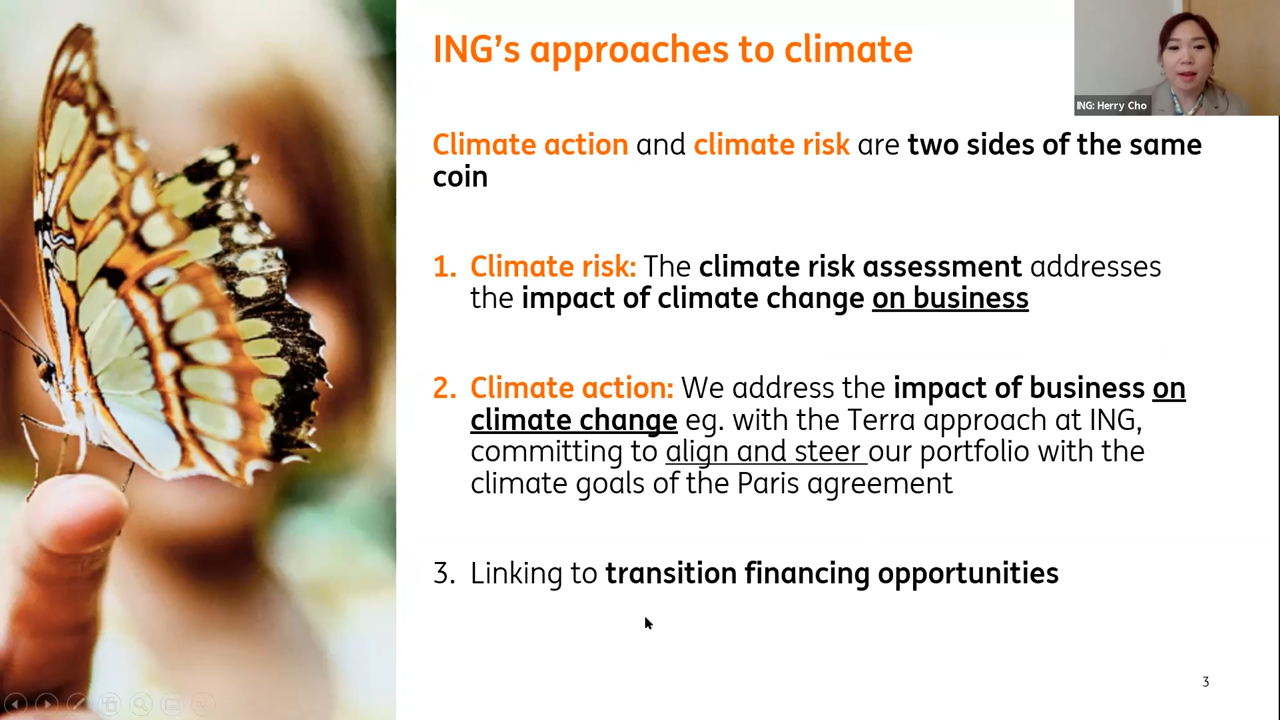 ING’s approaches to climate
ING: Herry Cho
Climate action and climate risk are two sides of the same
coin
1. Climate risk: The climate risk assessment addresses
the impact of climate change on business
2. Climate action: We address the impact of business on
climate change eg. with the Terra approach at ING,
committing to align and steer our portfolio with the
climate goals of the Paris agreement
3. Linking to transition financing opportunities
3